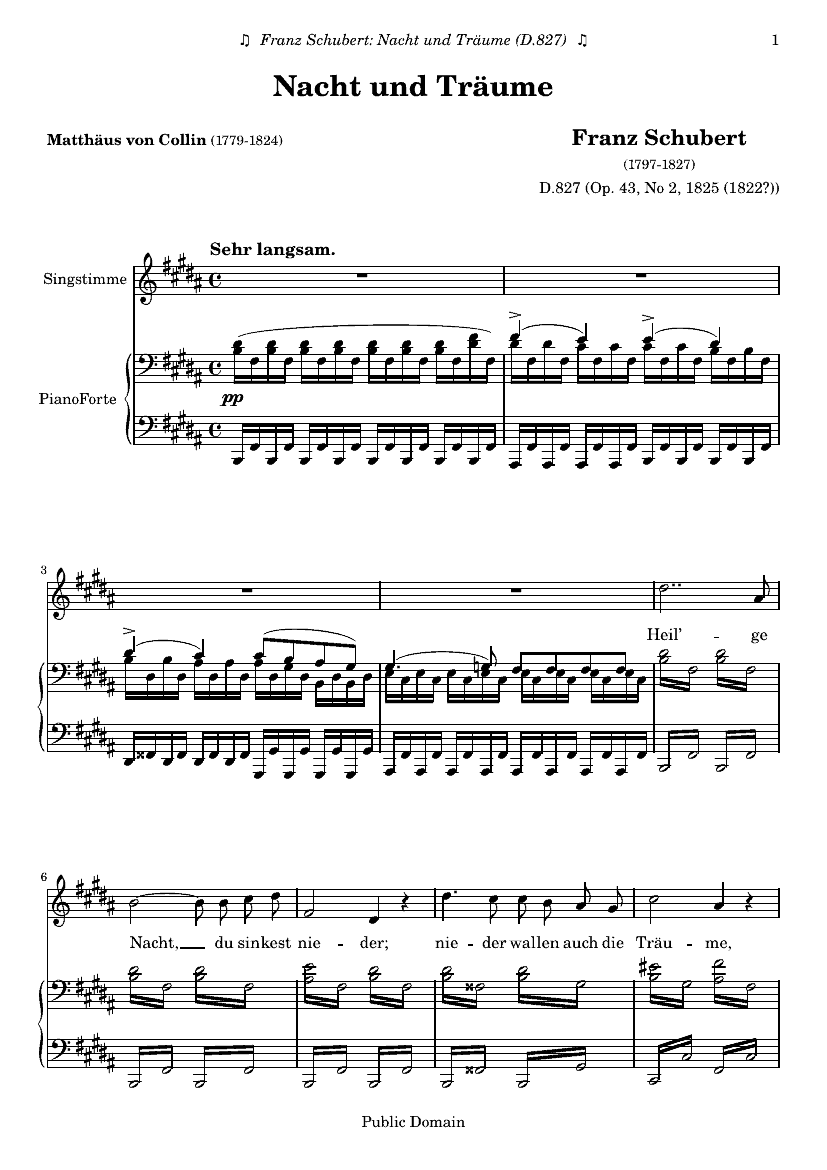 ♫ Franz Schubert: Nacht und Träume (D.827) ♫ 1
Nacht und Träume
Matthäus von Collin (1779-1824)
Franz Schubert
(1797-1827)
D.827 (Op. 43, No 2, 1825 (1822?))
Sehr langsam.
Singstimme
PianoForte
pp
3
Heil' - ge
6
Nacht, du sinkest nie - der; nie - der wallen auch die Träu - me,
Public Domain